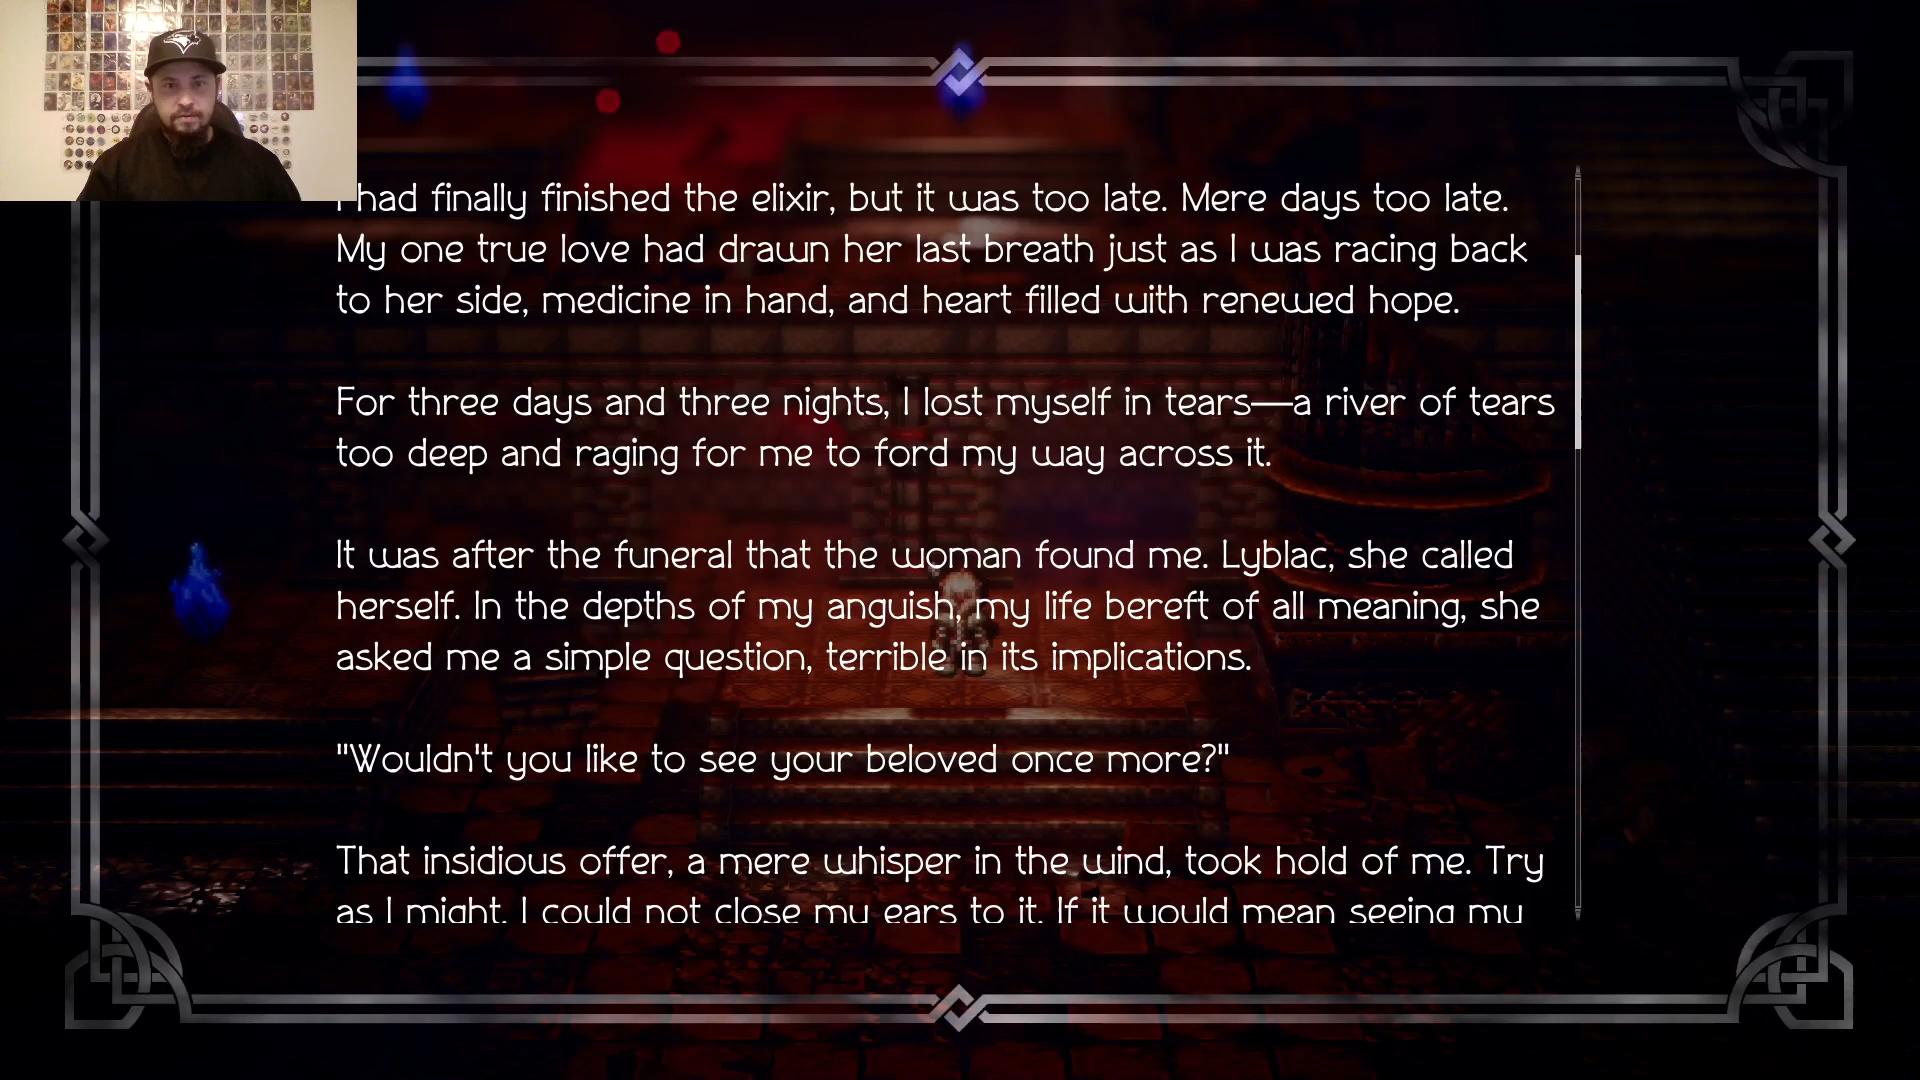 I had finally finished the elixir, but it was too late. Mere days too late.
My one true love had drawn her last breath just as I was racing back
to her side, medicine in hand, and heart filled with renewed hope.
For three days and three nights, I lost myself in tears—a river of tears
too deep and raging for me to ford my way across it.
It was after the funeral that the woman found me. Lyblac, she called
herself. In the depths of my anguish, my life bereft of all meaning, she
asked me a simple question, terrible in its implications.
"Wouldn't you like to see your beloved once more?"
That insidious offer, a mere whisper in the wind, took hold of me. Try
as I might, I could not close my ears to it. If it would mean seeing my